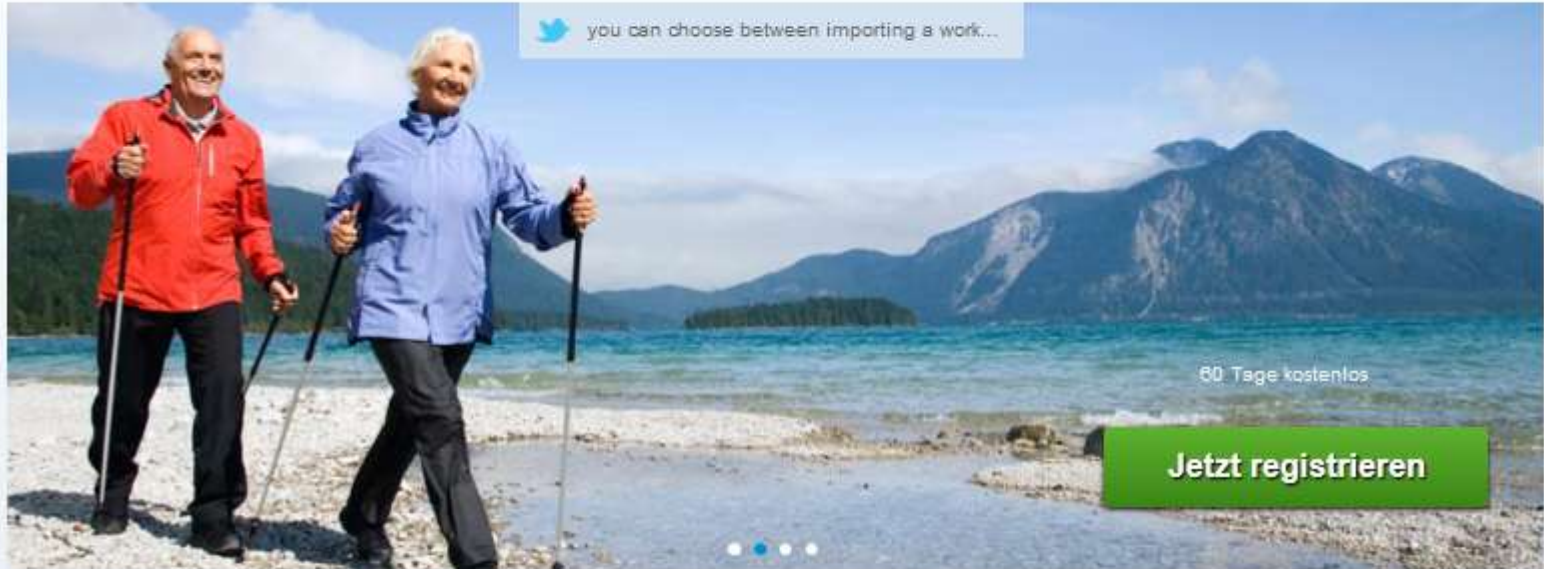 you can choose between importing a work...
60 Tage kostenlos
Jetzt registrieren